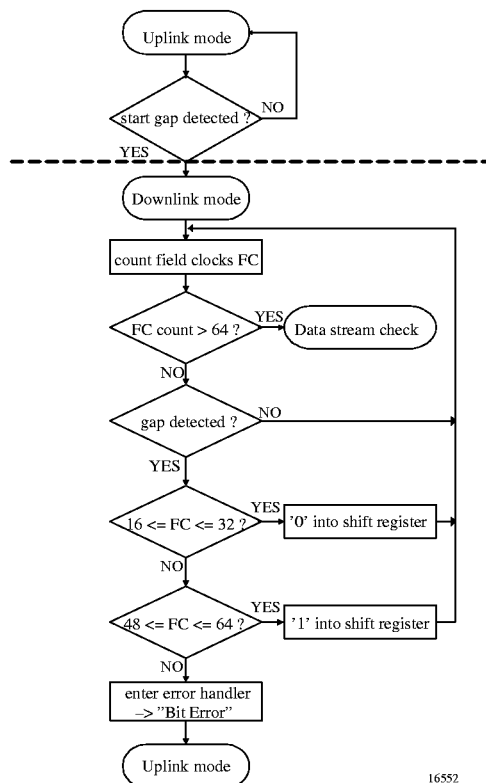 Uplink mode
NO
start gap detected ?
YES
Downlink mode
count field clocks FC
YES
FC count > 64 ?
Data stream check
NO
NO
gap detected ?
YES
YES
16 <= FC <= 32 ?
'0' into shift register
NO
YES
48 <= FC <= 64 ?
'1' into shift register
NO
enter error handler
–> "Bit Error"
Uplink mode
16552